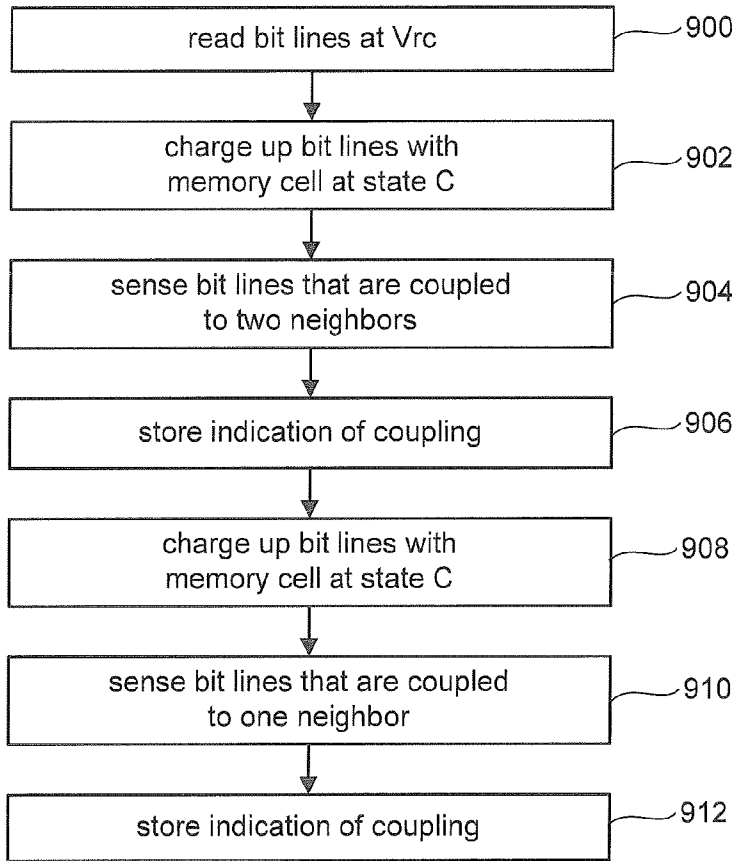 read bit lines at Vrc
900
charge up bit lines with
memory cell at state C
902
sense bit lines that are coupled
to two neighbors
904
store indication of coupling
906
charge up bit lines with
memory cell at state C
908
sense bit lines that are coupled
to one neighbor
910
store indication of coupling
912